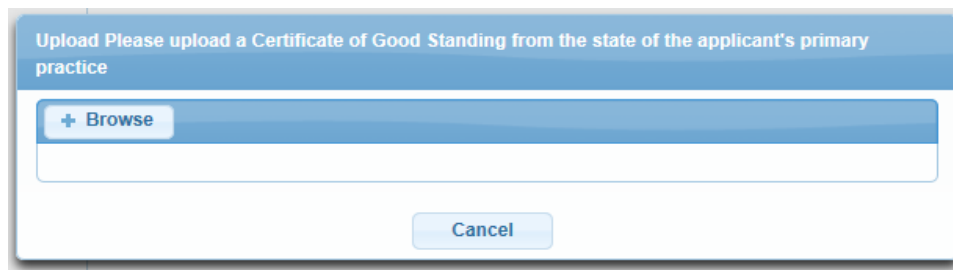 Upload Please upload a Certificate of Good Standing from the state of the applicant's primary
practice
+ Browse
Cancel